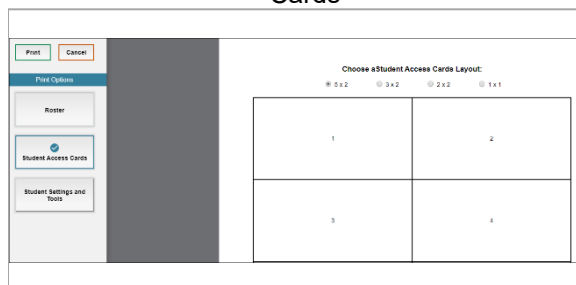 Cards
Print Cancel
Print Options
Roster
Student Access Cards
Student Settings and
Tools
Choose aStudent Access Cards Layout:
5 x 2 3 x 2 2 x 2 1 x 1
1 2
3 4